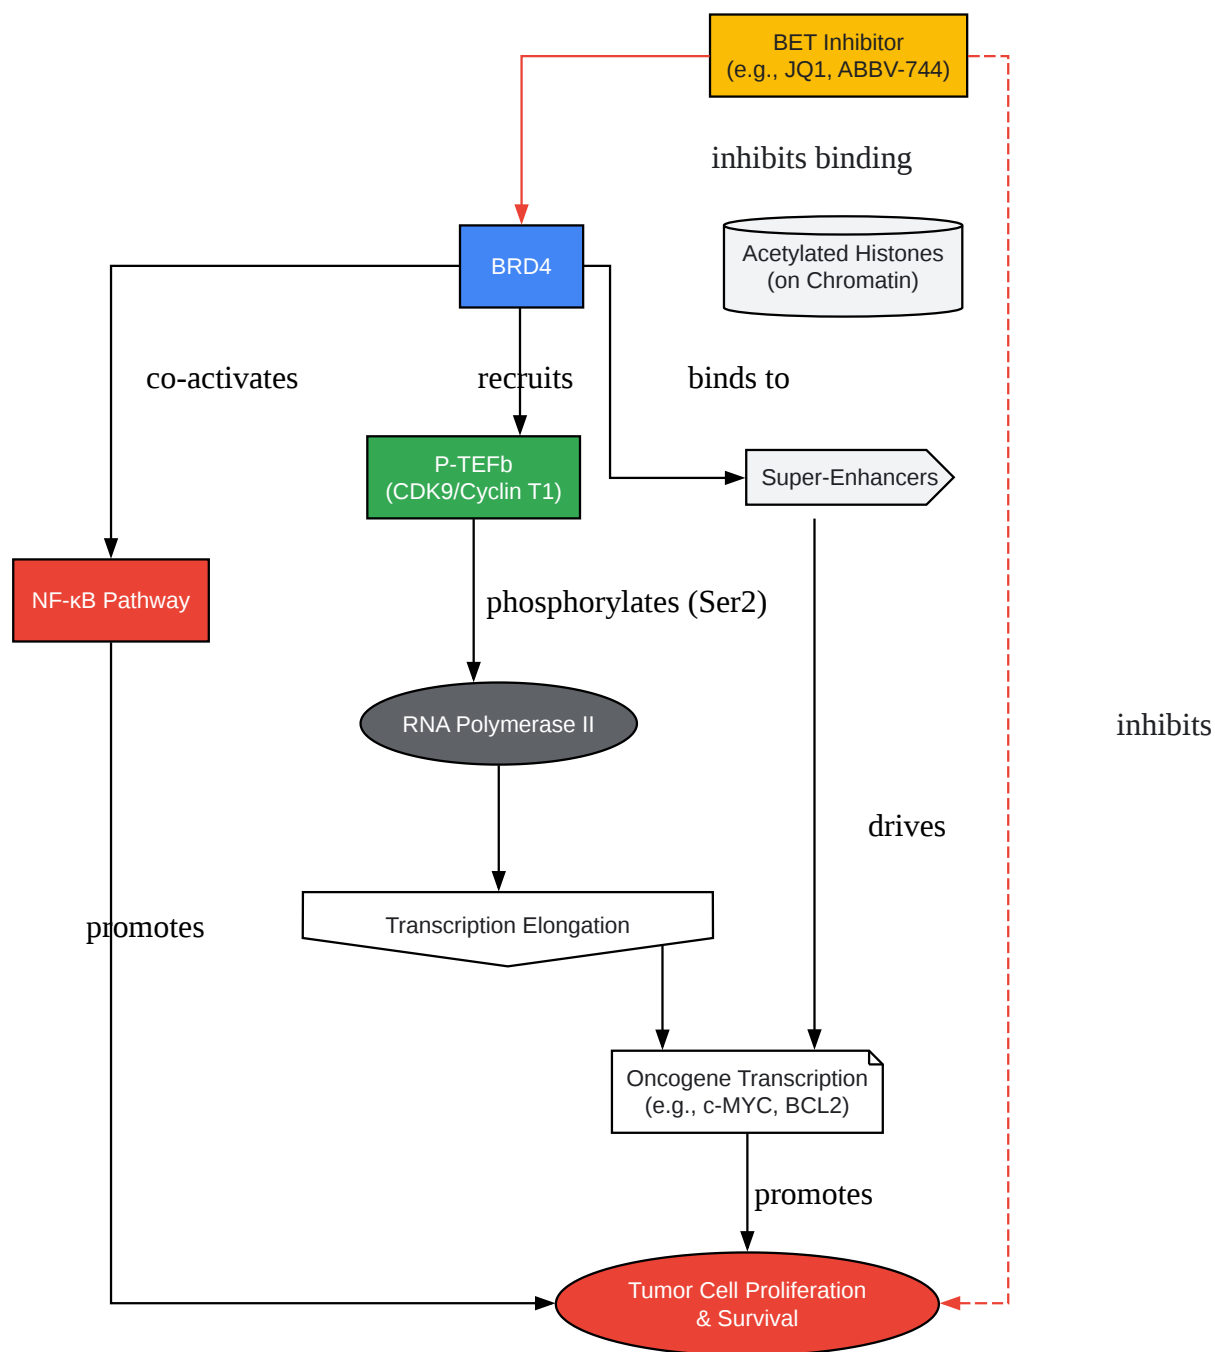 BET Inhibitor
(e.g., JQ1, ABBV-744)
inhibits binding
Acetylated Histones
(on Chromatin)
BRD4
co-activates
recruits
binds to
P-TEFb
(CDK9/Cyclin T1)
Super-Enhancers
NF-κB Pathway
phosphorylates (Ser2)
RNA Polymerase II
inhibits
drives
Transcription Elongation
promotes
Oncogene Transcription
(e.g., c-MYC, BCL2)
promotes
Tumor Cell Proliferation
& Survival